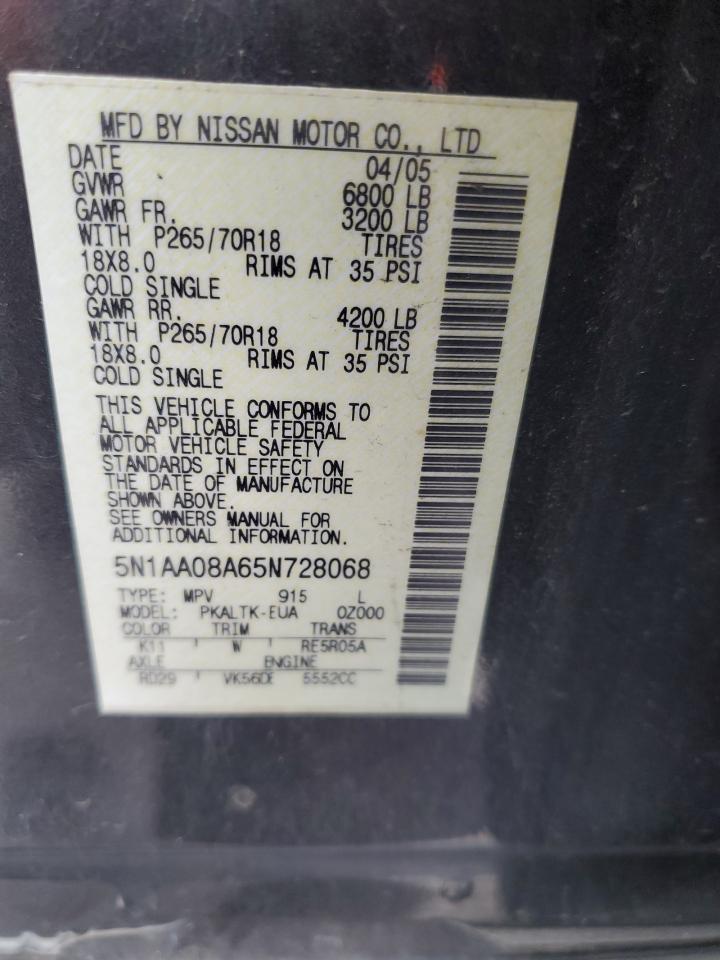 MFD BY NISSAN MOTOR CO., LTD
DATE 04/05
GVWR 6800 LB
GAWR FR. 3200 LB
WITH P265/70R18 TIRES
18X8.0 RIMS AT 35 PSI
COLD SINGLE
GAWR RR. 4200 LB
WITH P265/70R18 TIRES
18X8.0 RIMS AT 35 PSI
COLD SINGLE
THIS VEHICLE CONFORMS TO
ALL APPLICABLE FEDERAL
MOTOR VEHICLE SAFETY
STANDARDS IN EFFECT ON
THE DATE OF MANUFACTURE
SHOWN ABOVE.
SEE OWNERS MANUAL FOR
ADDITIONAL INFORMATION.
5N1AA08A65N728068
TYPE: MPV 915 L
MODEL: PKALTK-EUA 0Z000
COLOR TRIM TRANS
K11 W RE5R05A
AXLE ENGINE
RD29 VK56DE 5552CC